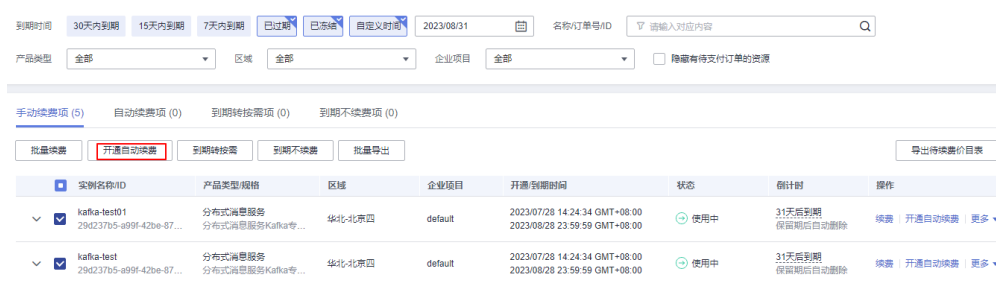 到期时间 30天内到期 15天内到期 7天内到期 已过期 已冻结 自定义时间 2023/08/31 名称/订单号/ID 请输入对应内容
产品类型 全部 区域 全部 企业项目 全部 隐藏有待支付订单的资源
手动续费项 (5) 自动续费项 (0) 到期转按需项 (0) 到期不续费项 (0)
批量续费 开通自动续费 到期转按需 到期不续费 批量导出 导出待续费价目表
实例名称/ID 产品类型/规格 区域 企业项目 开通/到期时间 状态 倒计时 操作
kafka-test01 分布式消息服务 2023/07/28 14:24:34 GMT+08:00 31天后到期
华北-北京四 default 使用中 续费 开通自动续费 更多
29d237b5-a99f-42be-87... 分布式消息服务Kafka专... 2023/08/28 23:59:59 GMT+08:00 保留期后自动删除
kafka-test 分布式消息服务 2023/07/28 14:24:34 GMT+08:00 31天后到期
华北-北京四 default 使用中 续费 开通自动续费 更多
29d237b5-a99f-42be-87... 分布式消息服务Kafka专... 2023/08/28 23:59:59 GMT+08:00 保留期后自动删除